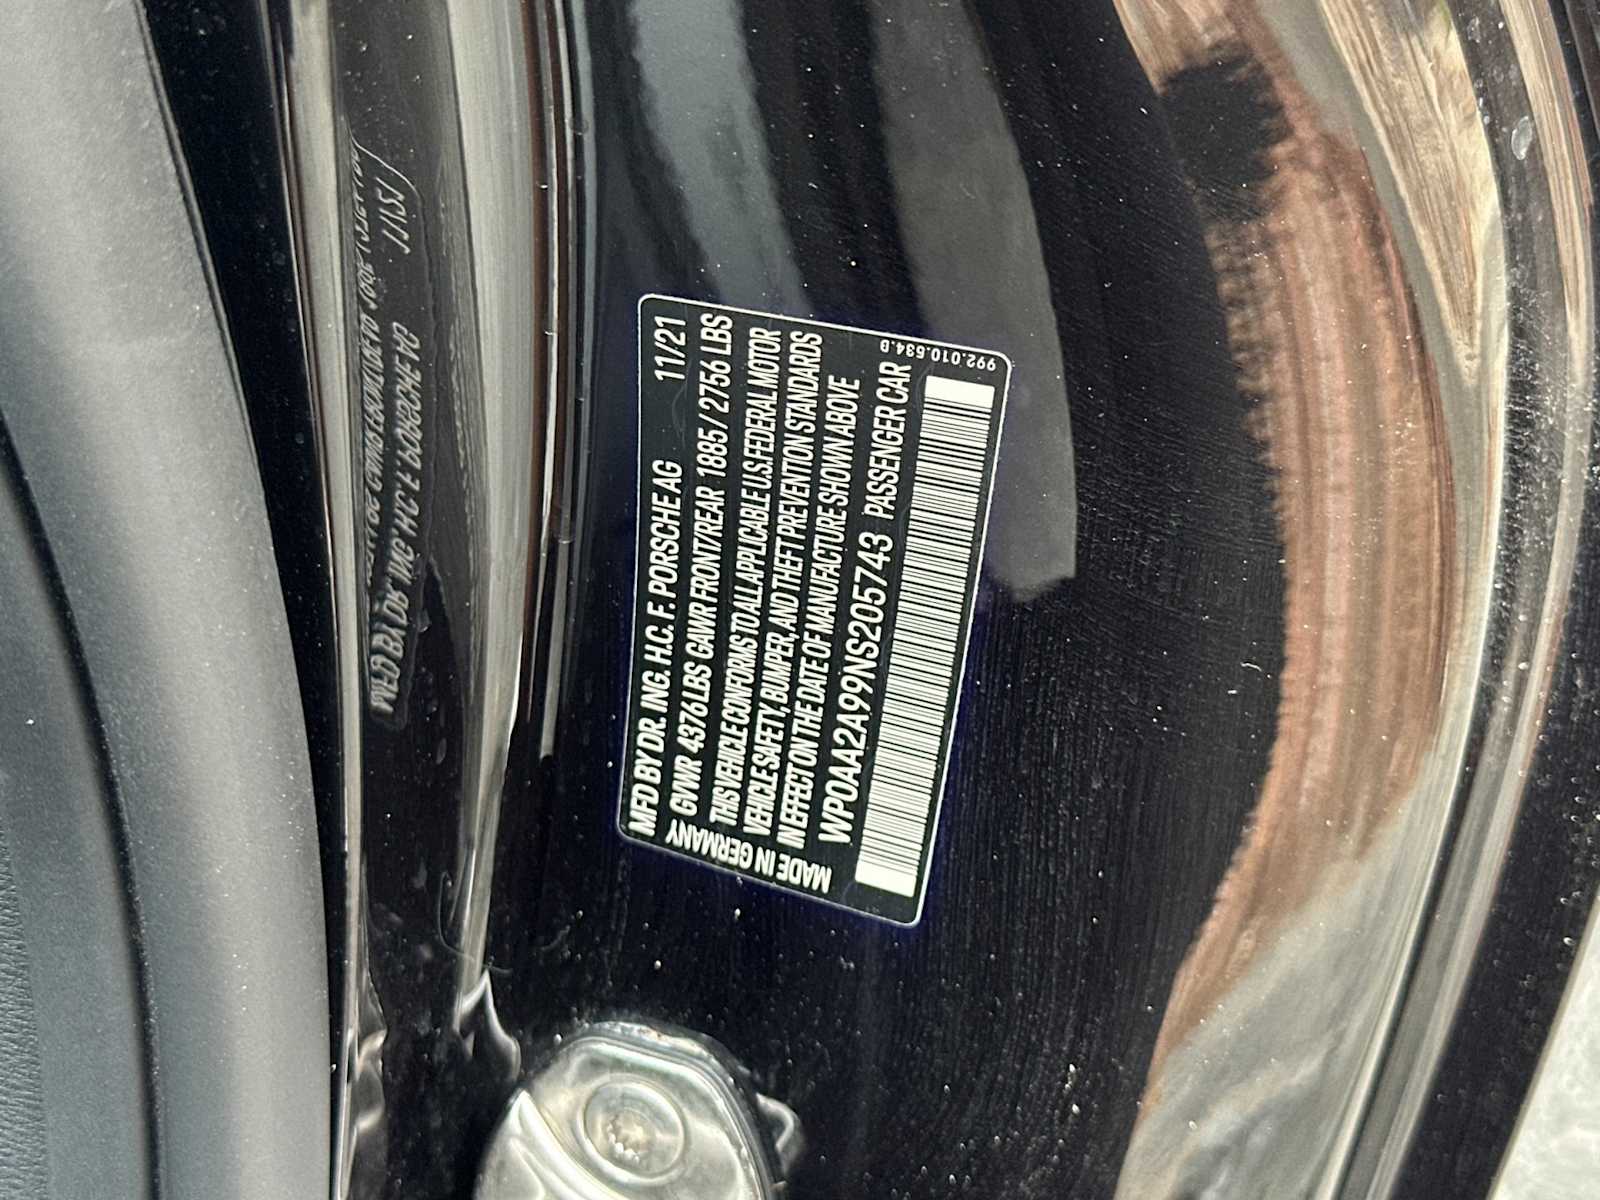 MFD BY DR. ING. H.C. F. PORSCHE AG 11/21
GVWR 4376 LBS GAWR FRONT/REAR 1885 / 2756 LBS
THIS VEHICLE CONFORMS TO ALL APPLICABLE U.S. FEDERAL MOTOR
VEHICLE SAFETY, BUMPER, AND THEFT PREVENTION STANDARDS
IN EFFECT ON THE DATE OF MANUFACTURE SHOWN ABOVE
WP0AA2A99NS205743 PASSENGER CAR
MADE IN GERMANY
992.010.634.D